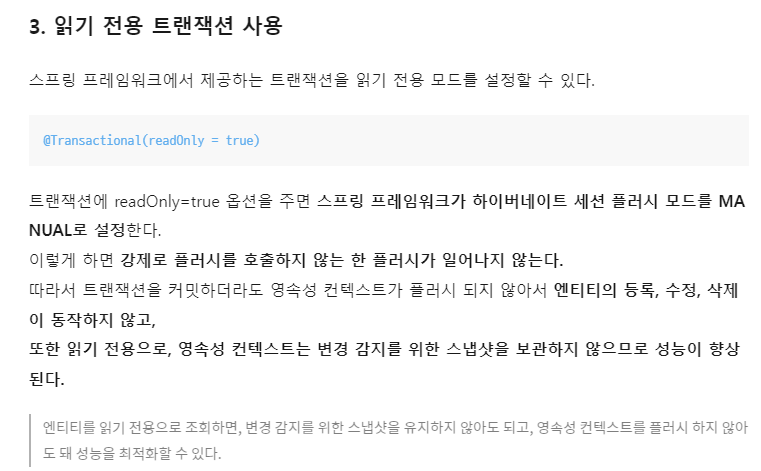 3. 읽기 전용 트랜잭션 사용
스프링 프레임워크에서 제공하는 트랜잭션을 읽기 전용 모드를 설정할 수 있다.
@Transactional(readOnly = true)
트랜잭션에 readOnly=true 옵션을 주면 스프링 프레임워크가 하이버네이트 세션 플러시 모드를 MA
NUAL로 설정한다.
이렇게 하면 강제로 플러시를 호출하지 않는 한 플러시가 일어나지 않는다.
따라서 트랜잭션을 커밋하더라도 영속성 컨텍스트가 플러시 되지 않아서 엔티티의 등록, 수정, 삭제
이 동작하지 않고,
또한 읽기 전용으로, 영속성 컨텍스트는 변경 감지를 위한 스냅샷을 보관하지 않으므로 성능이 향상
된다.
엔티티를 읽기 전용으로 조회하면, 변경 감지를 위한 스냅샷을 유지하지 않아도 되고, 영속성 컨텍스트를 플러시 하지 않아
도 돼 성능을 최적화할 수 있다.